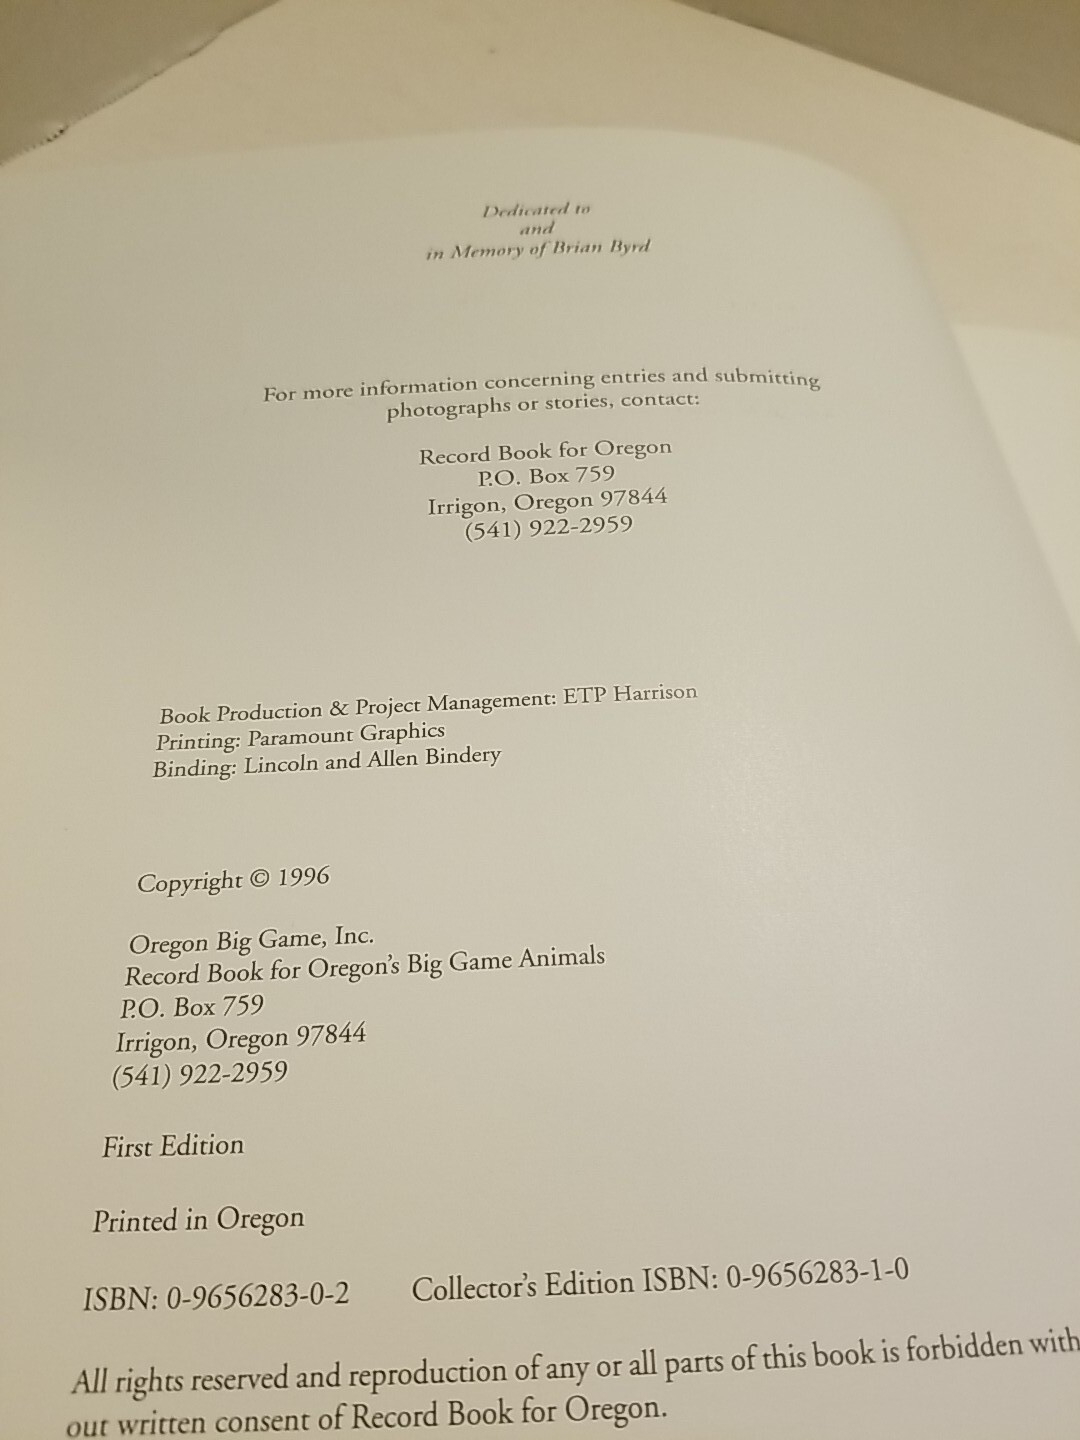 Dedicated to
and
in Memory of Brian Byrd
For more information concerning entries and submitting
photographs or stories, contact:
Record Book for Oregon
P.O. Box 759
Irrigon, Oregon 97844
(541) 922-2959
Book Production & Project Management: ETP Harrison
Printing: Paramount Graphics
Binding: Lincoln and Allen Bindery
Copyright © 1996
Oregon Big Game, Inc.
Record Book for Oregon's Big Game Animals
P.O. Box 759
Irrigon, Oregon 97844
(541) 922-2959
First Edition
Printed in Oregon
ISBN: 0-9656283-0-2 Collector's Edition ISBN: 0-9656283-1-0
All rights reserved and reproduction of any or all parts of this book is forbidden with
out written consent of Record Book for Oregon.